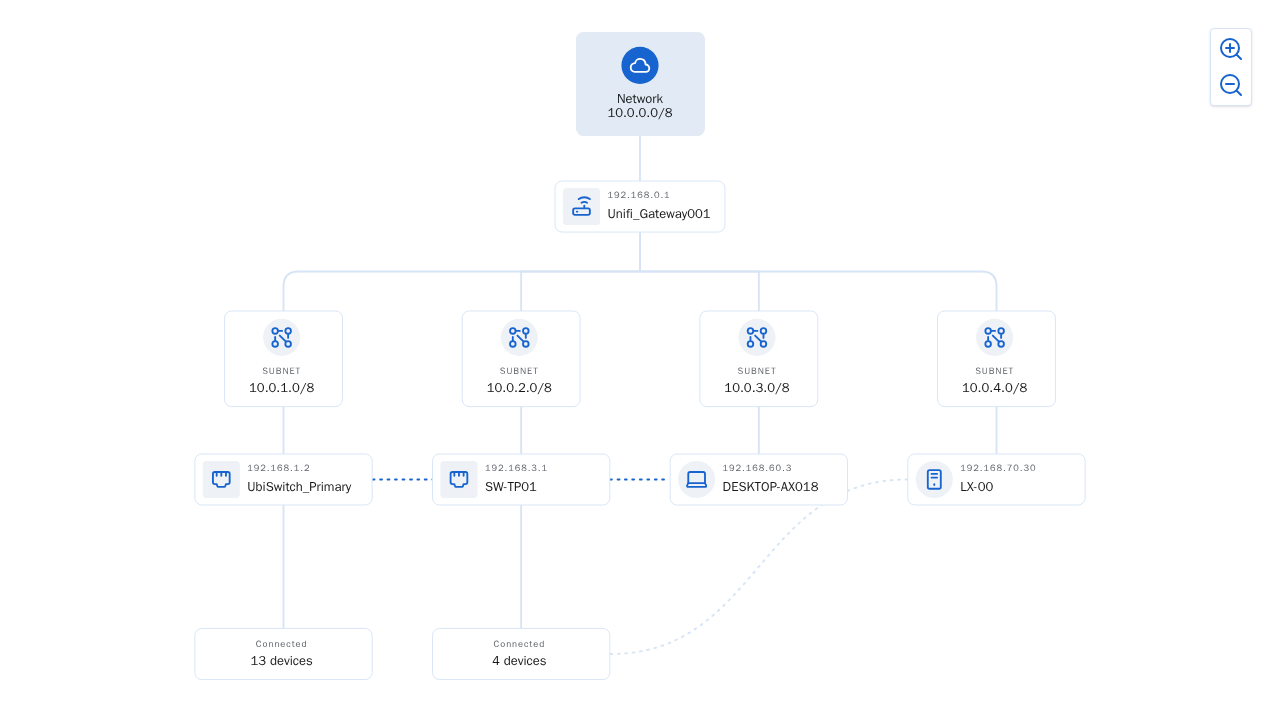 Network
10.0.0.0/8
192.168.0.1
Unifi_Gateway001
SUBNET
10.0.1.0/8
SUBNET
10.0.2.0/8
SUBNET
10.0.3.0/8
SUBNET
10.0.4.0/8
192.168.1.2
UbiSwitch_Primary
192.168.3.1
SW-TP01
192.168.60.3
DESKTOP-AX018
192.168.70.30
LX-00
Connected
13 devices
Connected
4 devices